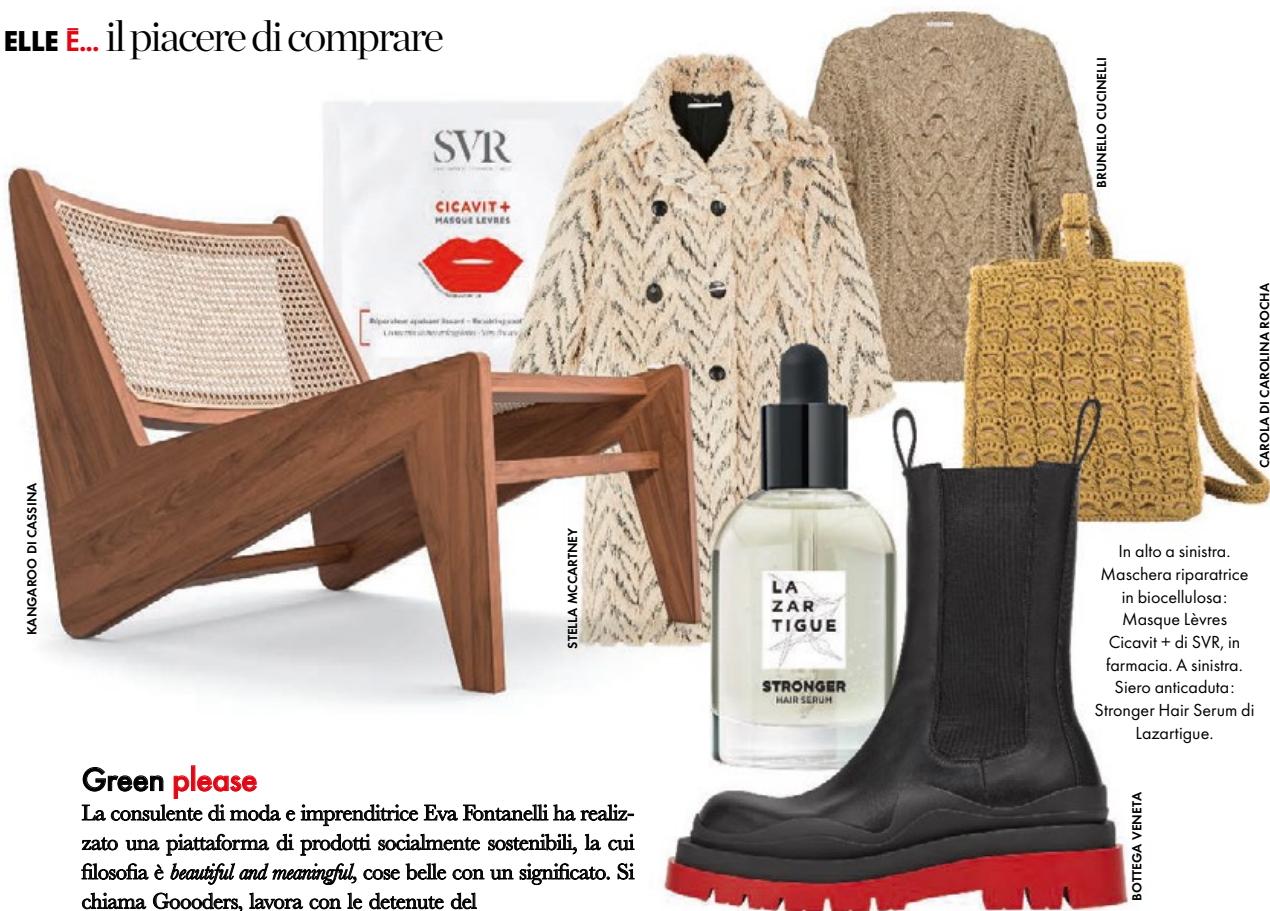 ELLE È... il piacere di comprare
SVR
CICAVIT+
MASQUE LEVRES
BRUNELLO CUCINELLI
CAROLA DI CAROLINA ROCHA
KANGAROO DI CASSINA
STELLA MCCARTNEY
LA
ZAR
TIGUE
STRONGER
HAIR SERUM
In alto a sinistra.
Maschera riparatrice
in biocellulosa:
Masque Lèvres
Cicavit + di SVR, in
farmacia. A sinistra.
Siero anticaduta:
Stronger Hair Serum di
Lazartigue.
BOTTEGA VENETA
Green please
La consulente di moda e imprenditrice Eva Fontanelli ha realiz-
zato una piattaforma di prodotti socialmente sostenibili, la cui
filosofia è beautiful and meaningful, cose belle con un significato. Si
chiama Goooders, lavora con le detenute del